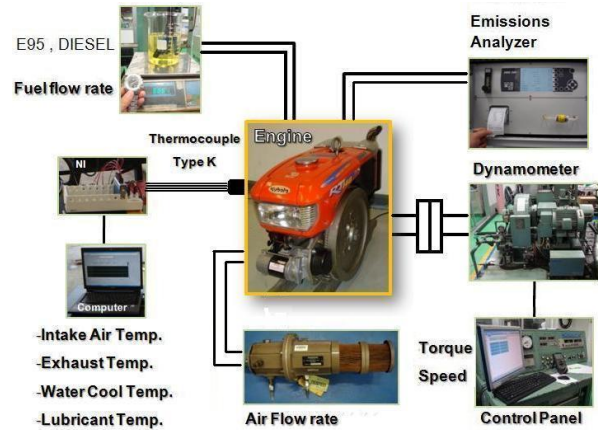 E95 , DIESEL
Fuel flow rate
Emissions
Analyzer
Thermocouple
Type K
Engine
NI
Kubota
Dynamometer
Computer
-Intake Air Temp.
-Exhaust Temp.
-Water Cool Temp.
-Lubricant Temp.
Air Flow rate
Torque
Speed
Control Panel